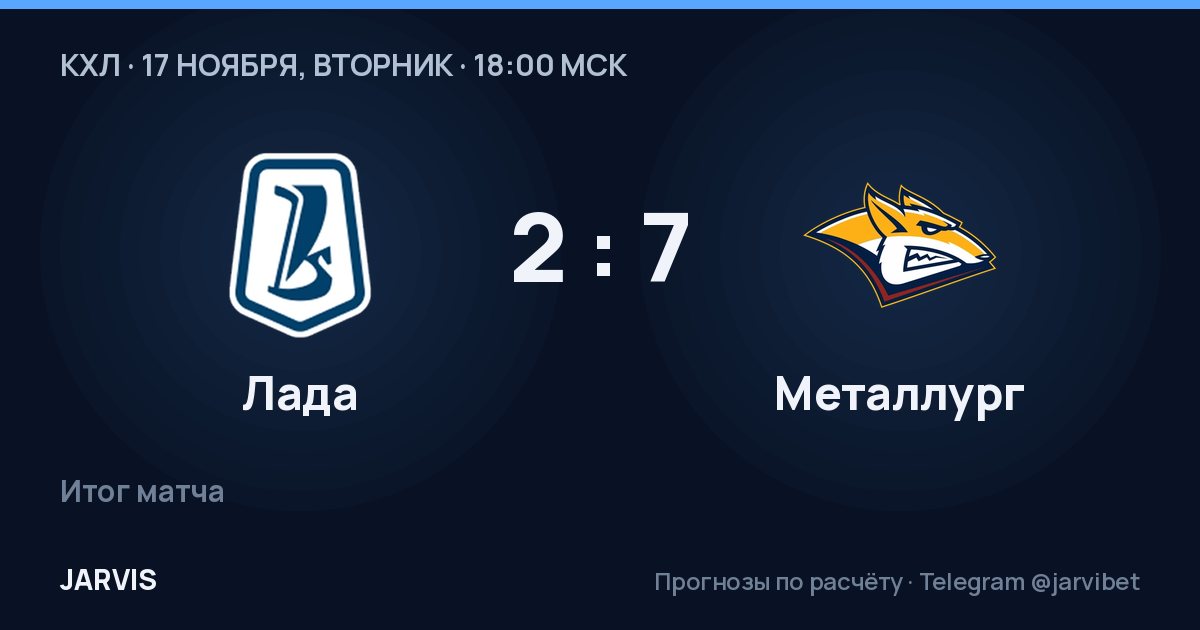 КХЛ · 17 НОЯБРЯ, ВТОРНИК · 18:00 МСК
2 : 7
Лада
Металлург
Итог матча
JARVIS
Прогнозы по расчёту · Telegram @jarvibet